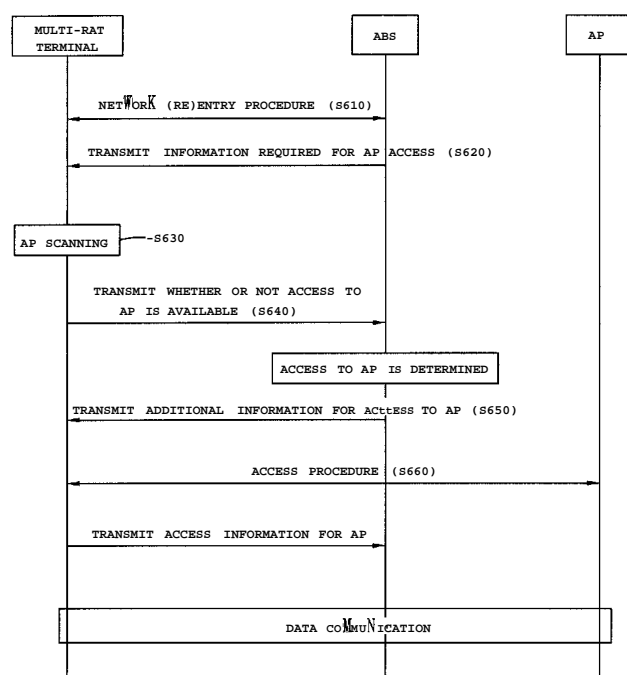 MULTI-RAT
TERMINAL
ABS
AP
NETWorK (RE)ENTRY PROCEDURE (S610)
TRANSMIT INFORMATION REQUIRED FOR AP ACCESS (S620)
AP SCANNING
S630
TRANSMIT WHETHER OR NOT ACCESS TO
AP IS AVAILABLE (S640)
ACCESS TO AP IS DETERMINED
TRANSMIT ADDITIONAL INFORMATION FOR ACttESS TO AP (S650)
ACCESS PROCEDURE (S660)
TRANSMIT ACCESS INFORMATION FOR AP
DATA COMMuNICATION